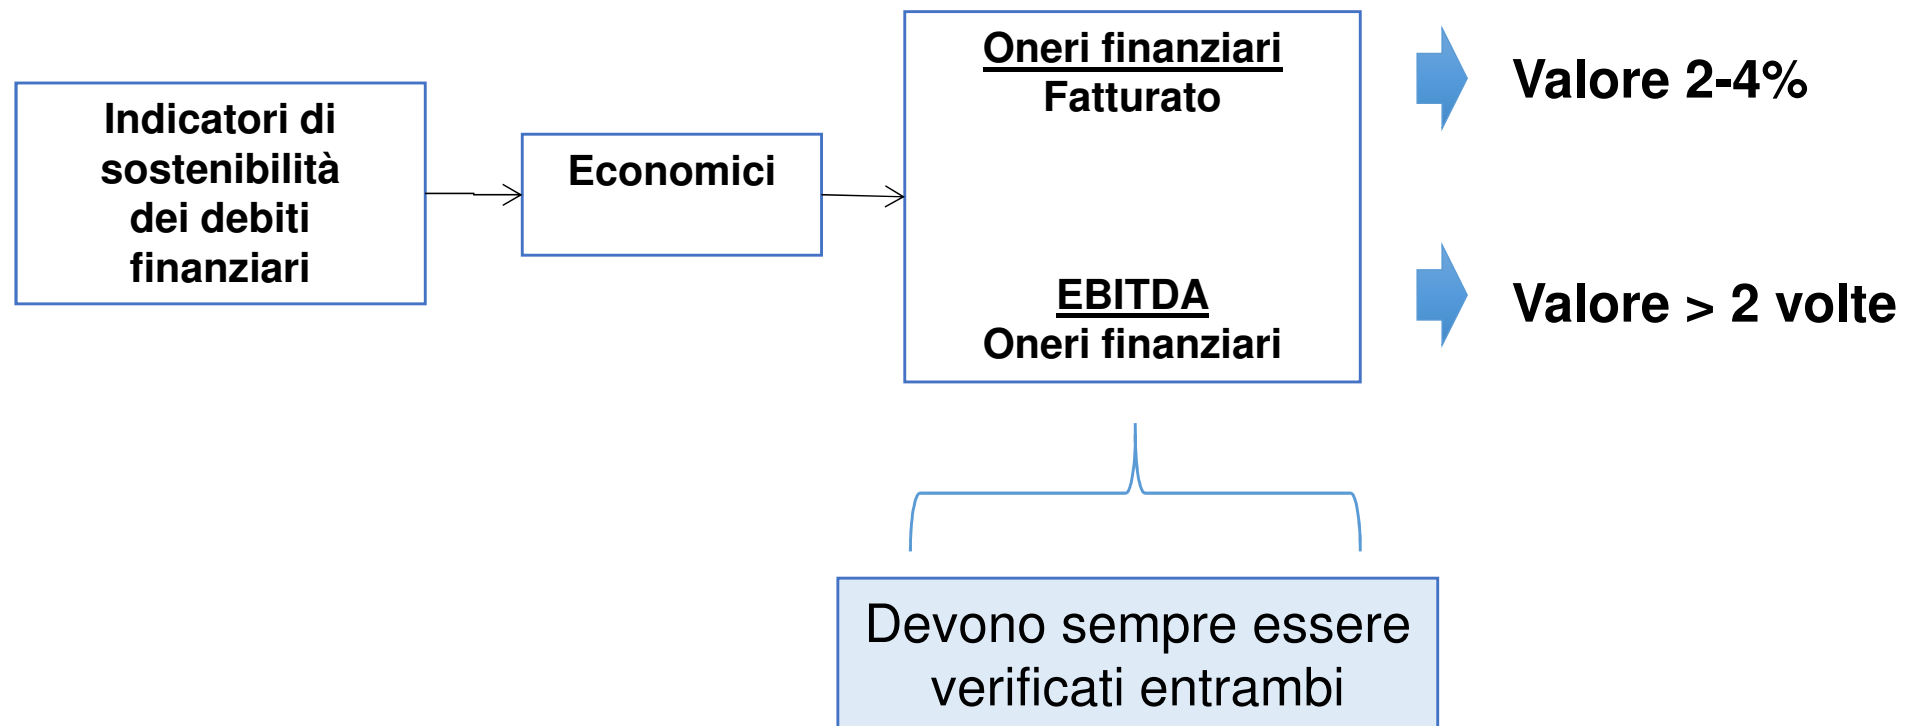 Indicatori di
sostenibilità
dei debiti
finanziari
Economici
Oneri finanziari
Fatturato
Valore 2-4%
EBITDA
Oneri finanziari
Valore > 2 volte
Devono sempre essere
verificati entrambi